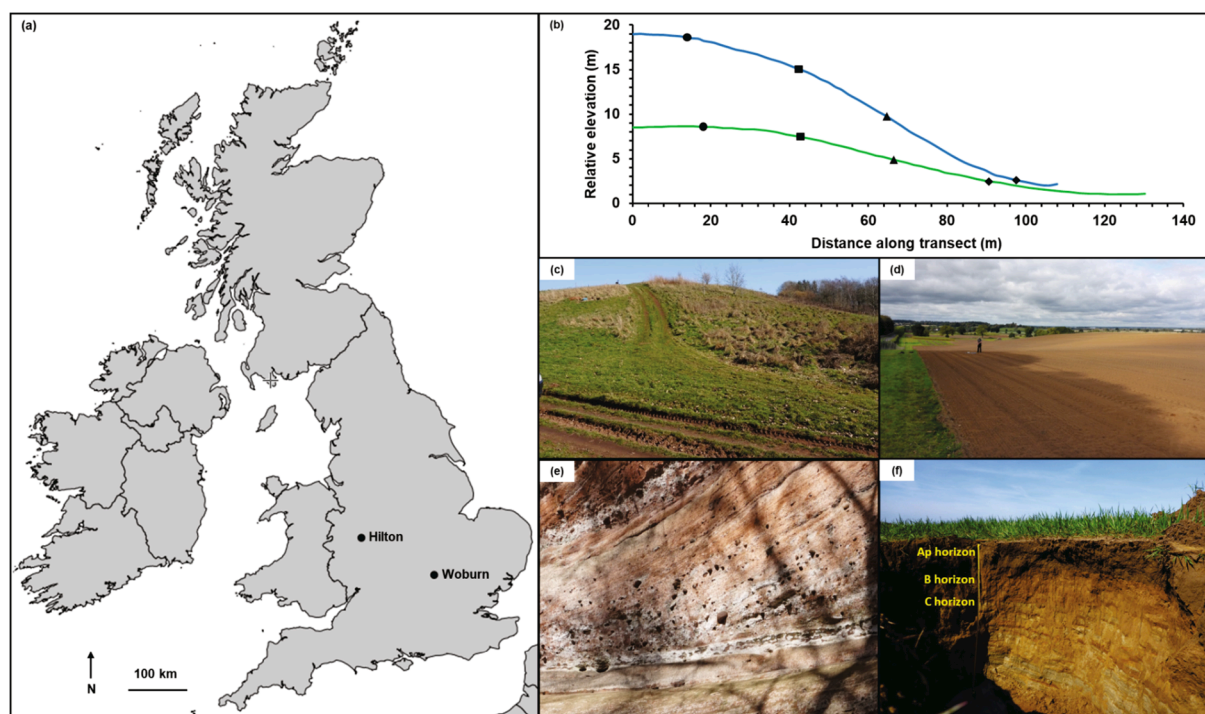 (a)
Hilton
Woburn
N
100 km
(b)
Relative elevation (m)
20
15
10
5
0
0 20 40 60 80 100 120 140
Distance along transect (m)
(c)
(d)
(e)
(f)
Ap horizon
B horizon
C horizon